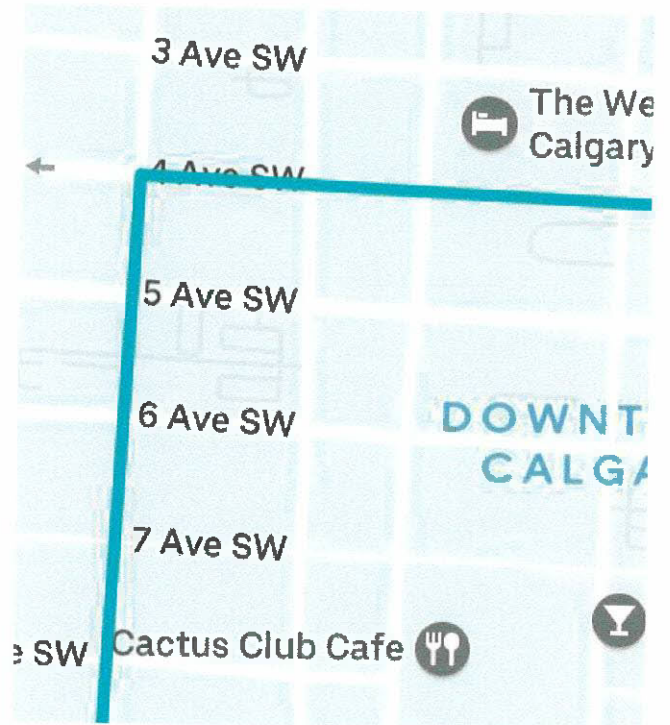 3 Ave SW
The We
Calgary
4 Ave SW
5 Ave SW
6 Ave SW
DOWNT
CALGA
7 Ave SW
e SW
Cactus Club Cafe